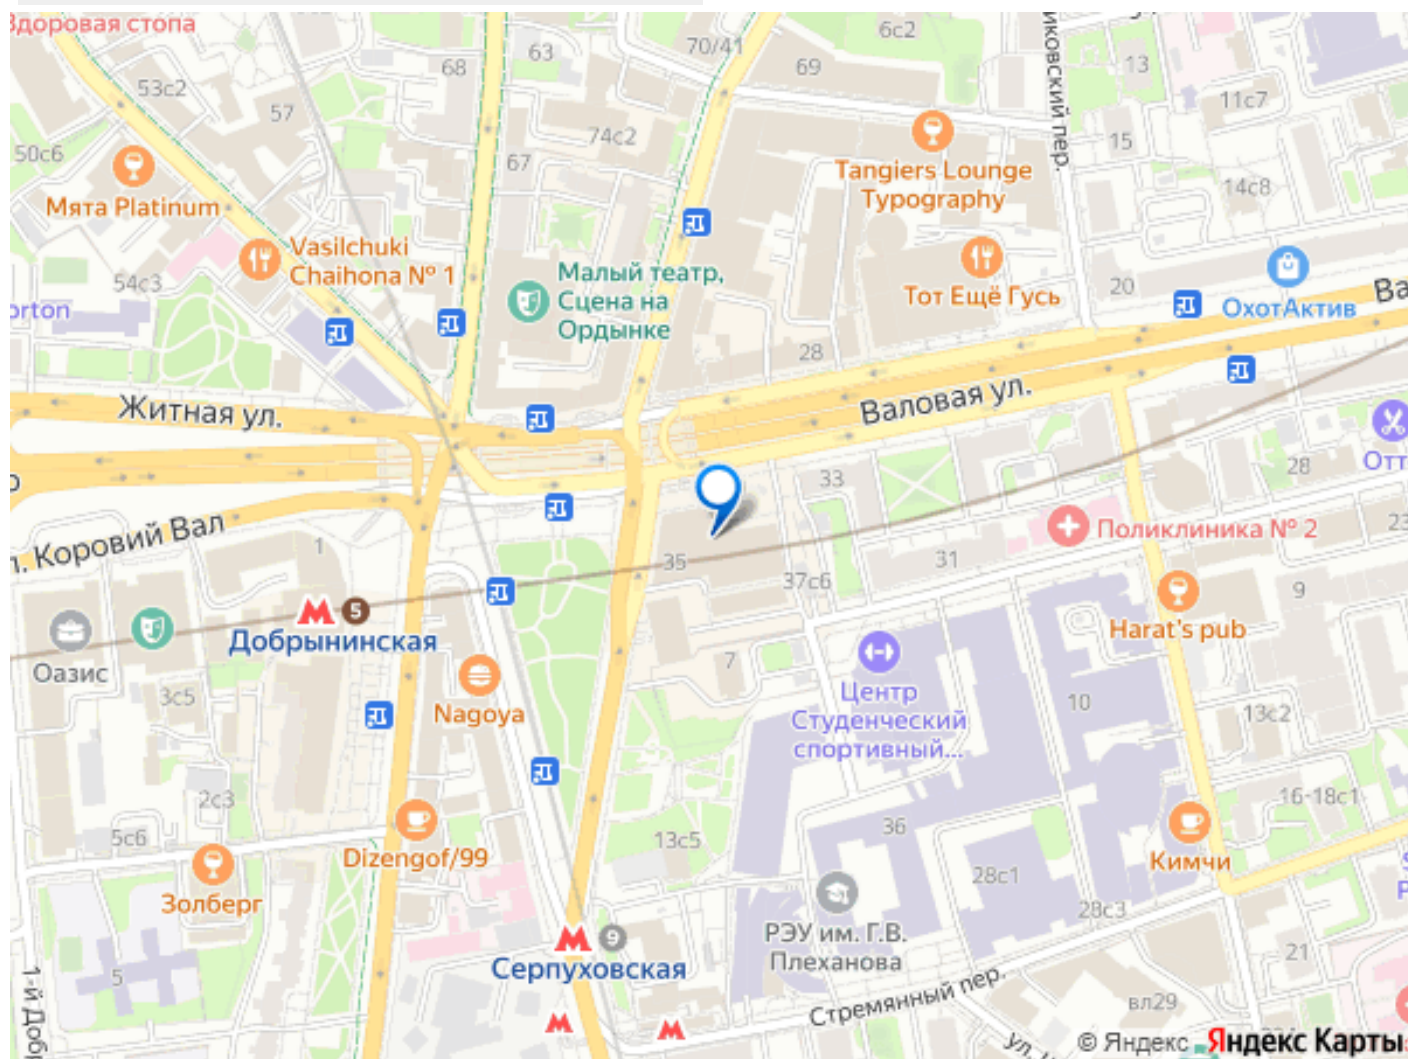 Здоровая стопа
63
70/41
6с2
69
13
53с2
68
57
11с7
74с2
15
50с6
67
Tangiers Lounge
Typography
14с8
Мята Platinum
Vasilchuki
Chaihona № 1
54с3
Малый театр,
Сцена на
Ордынке
Тот Ещё Гусь
20
ОхотАктив
28
Житная ул.
Валовая ул.
33
28
л. Коровий Вал
1
35
Поликлиника № 2
31
37с6
9
5
Добрынинская
Harat's pub
Оазис
3с5
7
Nagoya
Центр
Студенческий
спортивный...
10
13с2
2с3
16-18с1
5с6
13с5
36
Dizengof/99
Кимчи
Золберг
28с1
28с3
9
РЭУ им. Г.В.
Плеханова
Серпуховская
21
5
Стремянный пер.
вл29
© Яндекс
Яндекс Карты